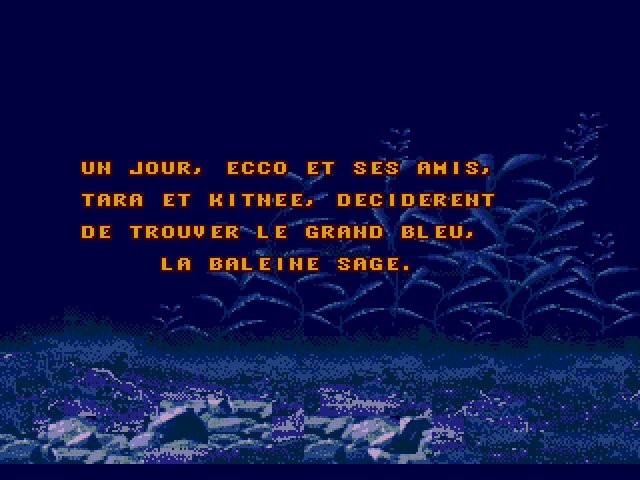 UN JOUR, ECCO ET SES AMIS,
TARA ET KITNEE, DECIDERENT
DE TROUVER LE GRAND BLEU,
LA BALEINE SAGE.